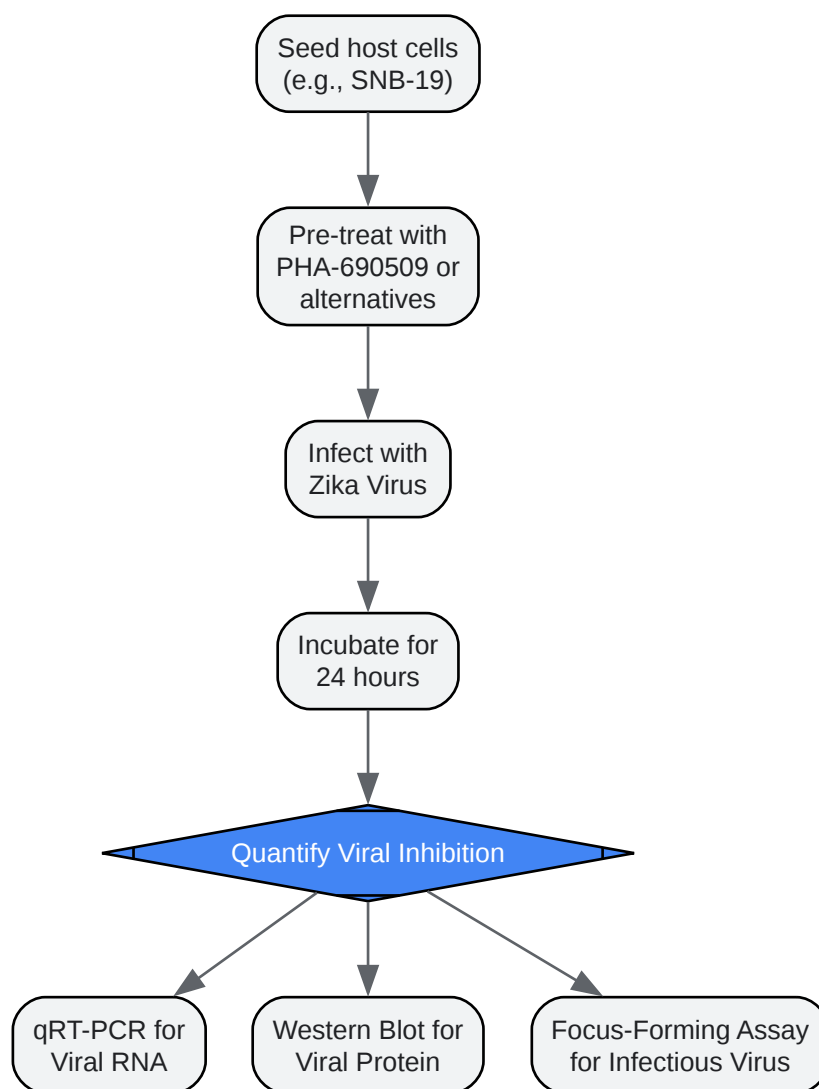 Seed host cells
(e.g., SNB-19)
Pre-treat with
PHA-690509 or
alternatives
Infect with
Zika Virus
Incubate for
24 hours
Quantify Viral Inhibition
qRT-PCR for
Viral RNA
Western Blot for
Viral Protein
Focus-Forming Assay
for Infectious Virus